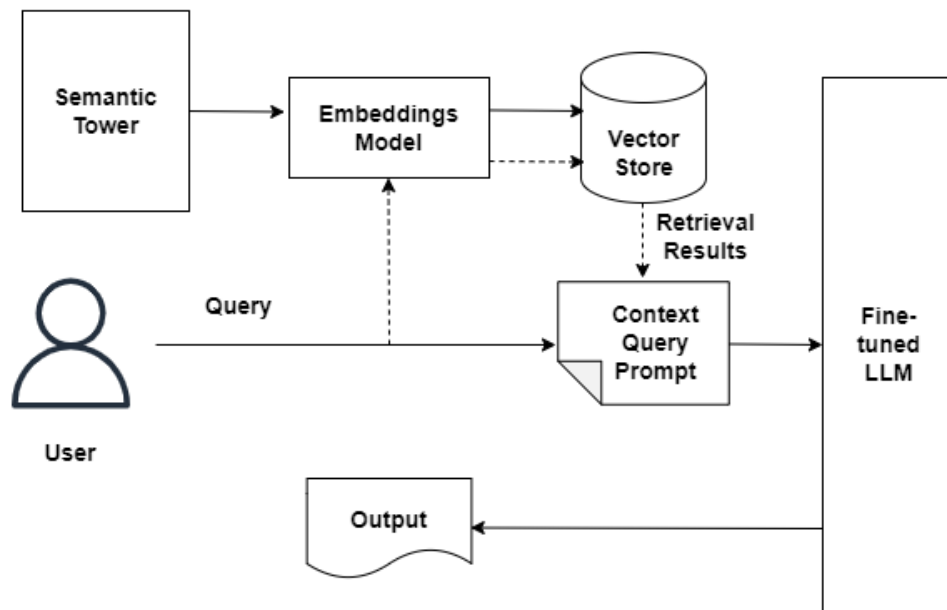 Semantic
Tower
Embeddings
Model
Vector
Store
Retrieval
Results
Query
Context
Query
Prompt
Fine-
tuned
LLM
User
Output